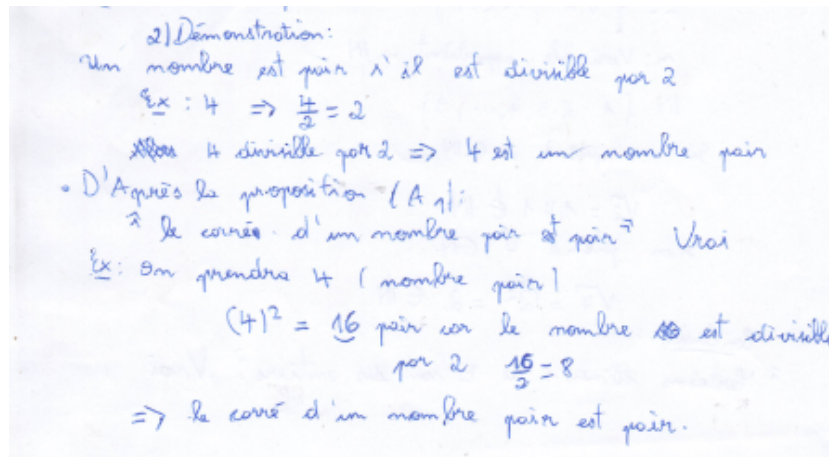 2) Démonstration:
Un nombre est pair s'il est divisible par 2
Ex : 4 => 4/2 = 2
4 divisible par 2 => 4 est un nombre pair
• D'Après la proposition (A 1):
" le carrée d'un nombre pair est pair" Vrai
Ex: On prendra 4 ( nombre pair)
(4)² = 16 pair car le nombre est divisible
par 2 16/2 = 8
=> le carré d'un nombre pair est pair.